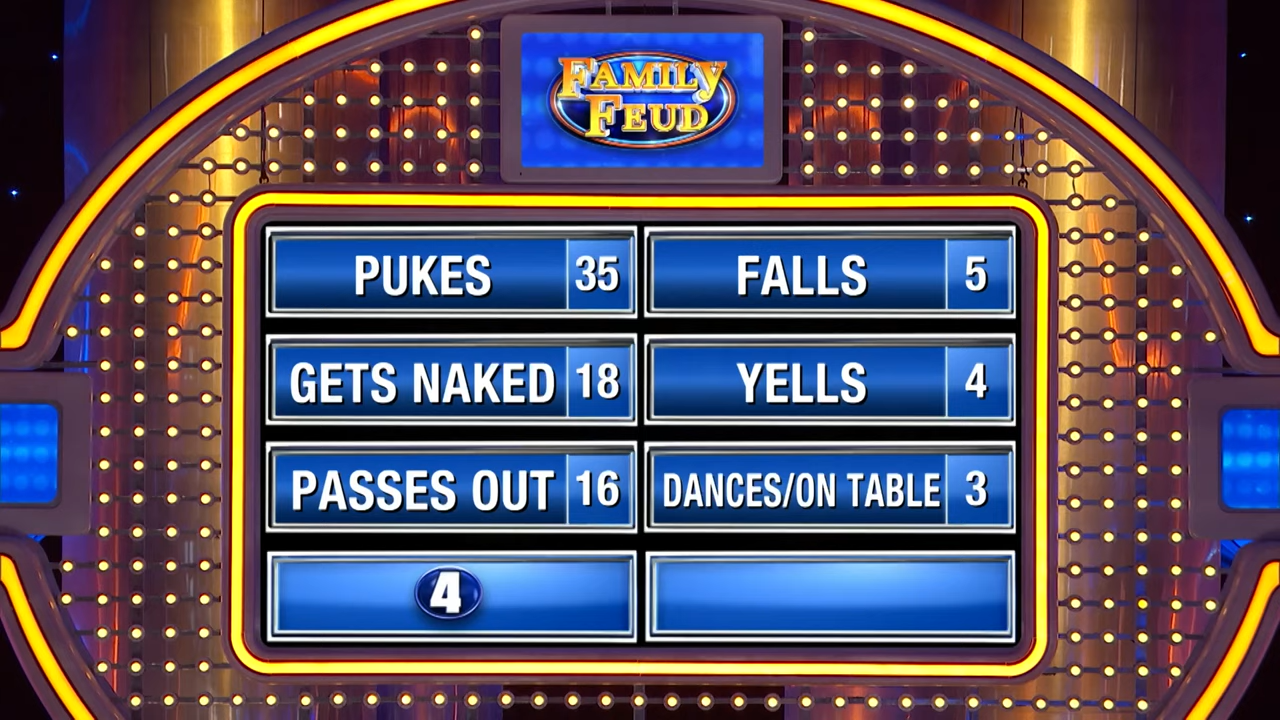 FAMILY
FEUD
PUKES 35
GETS NAKED 18
PASSES OUT 16
4
FALLS 5
YELLS 4
DANCES/ON TABLE 3